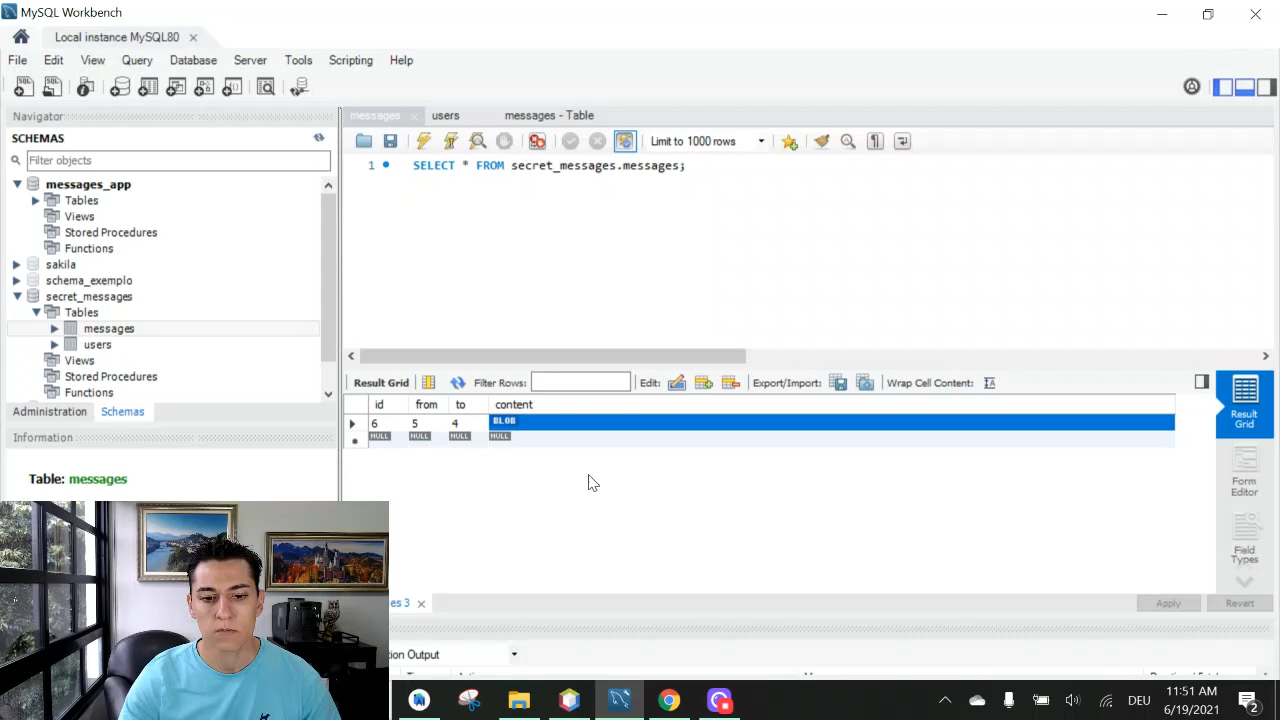 MySQL Workbench
Local instance MySQL80
File Edit View Query Database Server Tools Scripting Help
Navigator
SCHEMAS
Filter objects
messages_app
Tables
Views
Stored Procedures
Functions
sakila
schema_exemplo
secret_messages
Tables
messages
users
Views
Stored Procedures
Functions
Administration Schemas
Information
Table: messages
messages users messages - Table
Limit to 1000 rows
1 SELECT * FROM secret_messages.messages;
Result Grid Filter Rows: Edit: Export/Import: Wrap Cell Content:
id from to content
6 5 4 BLOB
NULL NULL NULL NULL
Result
Grid
Form
Editor
Field
Types
es 3
Apply Revert
tion Output
DEU
11:51 AM
6/19/2021
2